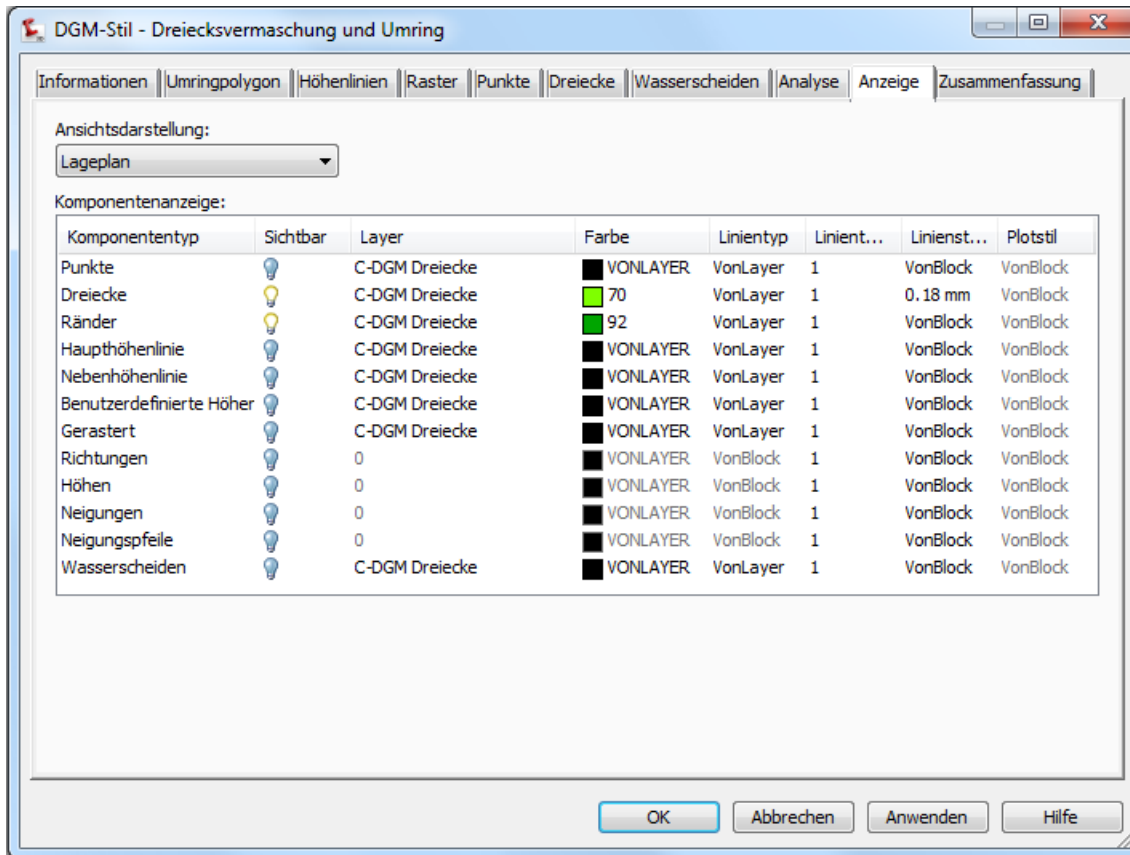 DGM-Stil - Dreiecksvermaschung und Umring
Informationen Umringpolygon Höhenlinien Raster Punkte Dreiecke Wasserscheiden Analyse Anzeige Zusammenfassung
Ansichtsdarstellung:
Lageplan
Komponentenanzeige:
Komponententyp Sichtbar Layer Farbe Linientyp Linient... Linienst... Plotstil
Punkte C-DGM Dreiecke VONLAYER VonLayer 1 VonBlock VonBlock
Dreiecke C-DGM Dreiecke 70 VonLayer 1 0.18 mm VonBlock
Ränder C-DGM Dreiecke 92 VonLayer 1 VonBlock VonBlock
Haupthöhenlinie C-DGM Dreiecke VONLAYER VonLayer 1 VonBlock VonBlock
Nebenhöhenlinie C-DGM Dreiecke VONLAYER VonLayer 1 VonBlock VonBlock
Benutzerdefinierte Höher C-DGM Dreiecke VONLAYER VonLayer 1 VonBlock VonBlock
Gerastert C-DGM Dreiecke VONLAYER VonLayer 1 VonBlock VonBlock
Richtungen 0 VONLAYER VonBlock 1 VonBlock VonBlock
Höhen 0 VONLAYER VonBlock 1 VonBlock VonBlock
Neigungen 0 VONLAYER VonBlock 1 VonBlock VonBlock
Neigungspfeile 0 VONLAYER VonBlock 1 VonBlock VonBlock
Wasserscheiden C-DGM Dreiecke VONLAYER VonLayer 1 VonBlock VonBlock
OK Abbrechen Anwenden Hilfe